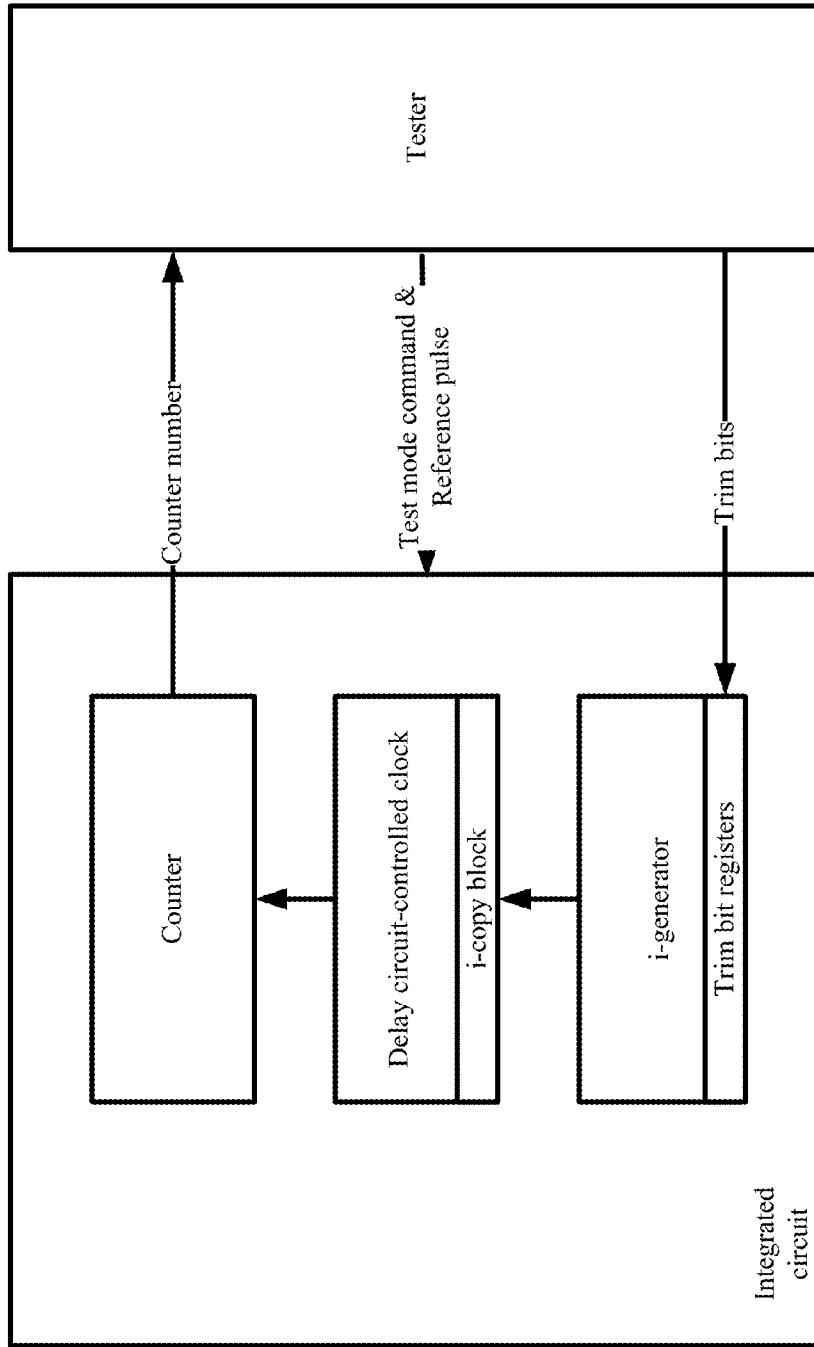 Tester
Counter number
Test mode command &
Reference pulse
Trim bits
Counter
Delay circuit-controlled clock
i-copy block
i-generator
Trim bit registers
Integrated
circuit